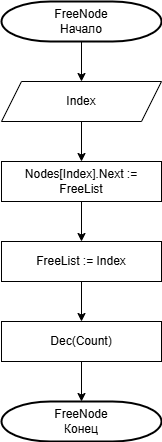 FreeNode
Начало
Index
Nodes[Index].Next :=
FreeList
FreeList := Index
Dec(Count)
FreeNode
Конец